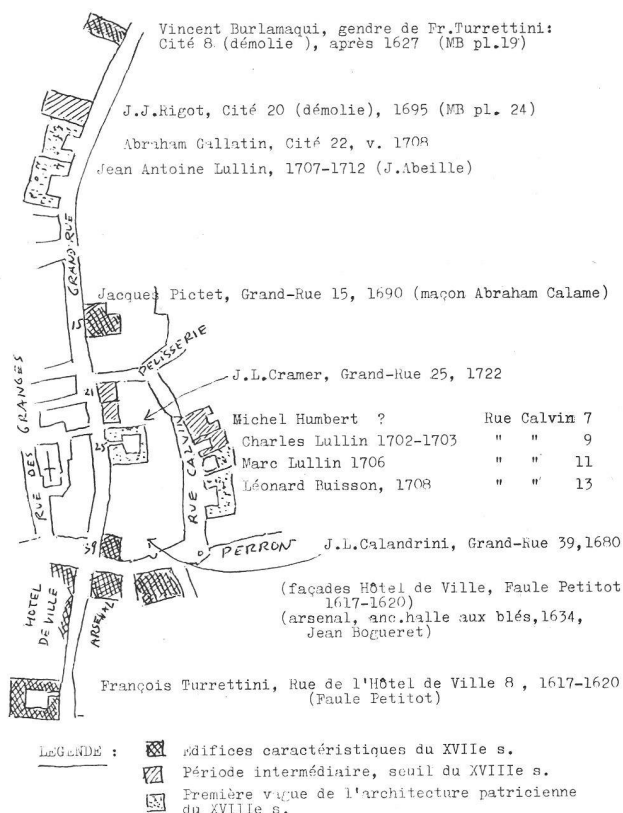 Vincent Burlamaqui, gendre de Fr.Turrettini:
Cité 8 (démolie ), après 1627 (MB pl.19)
J.J.Rigot, Cité 20 (démolie), 1695 (MB pl. 24)
Abraham Gallatin, Cité 22, v. 1708
Jean Antoine Lullin, 1707-1712 (J.Abeille)
GRAND RUE
Jacques Pictet, Grand-Rue 15, 1690 (maçon Abraham Calame)
15
PÉLISSERIE
J.L.Cramer, Grand-Rue 25, 1722
21
RUE DES GRANGES
25
RUE CALVIN
Michel Humbert ? Rue Calvin 7
Charles Lullin 1702-1703 " " 9
Marc Lullin 1706 " " 11
Léonard Buisson, 1708 " " 13
39
PERRON
J.L.Calandrini, Grand-Rue 39,1680
HOTEL
DE VILLE
ARSENAL
(façades Hôtel de Ville, Faule Petitot
1617-1620)
(arsenal, anc.halle aux blés,1634,
Jean Bogueret)
François Turrettini, Rue de l'Hôtel de Ville 8 , 1617-1620
(Faule Petitot)
LEGENDE :
Edifices caractéristiques du XVIIe s.
Période intermédiaire, seuil du XVIIIe s.
Première vague de l'architecture patricienne
du XVIIIe s.